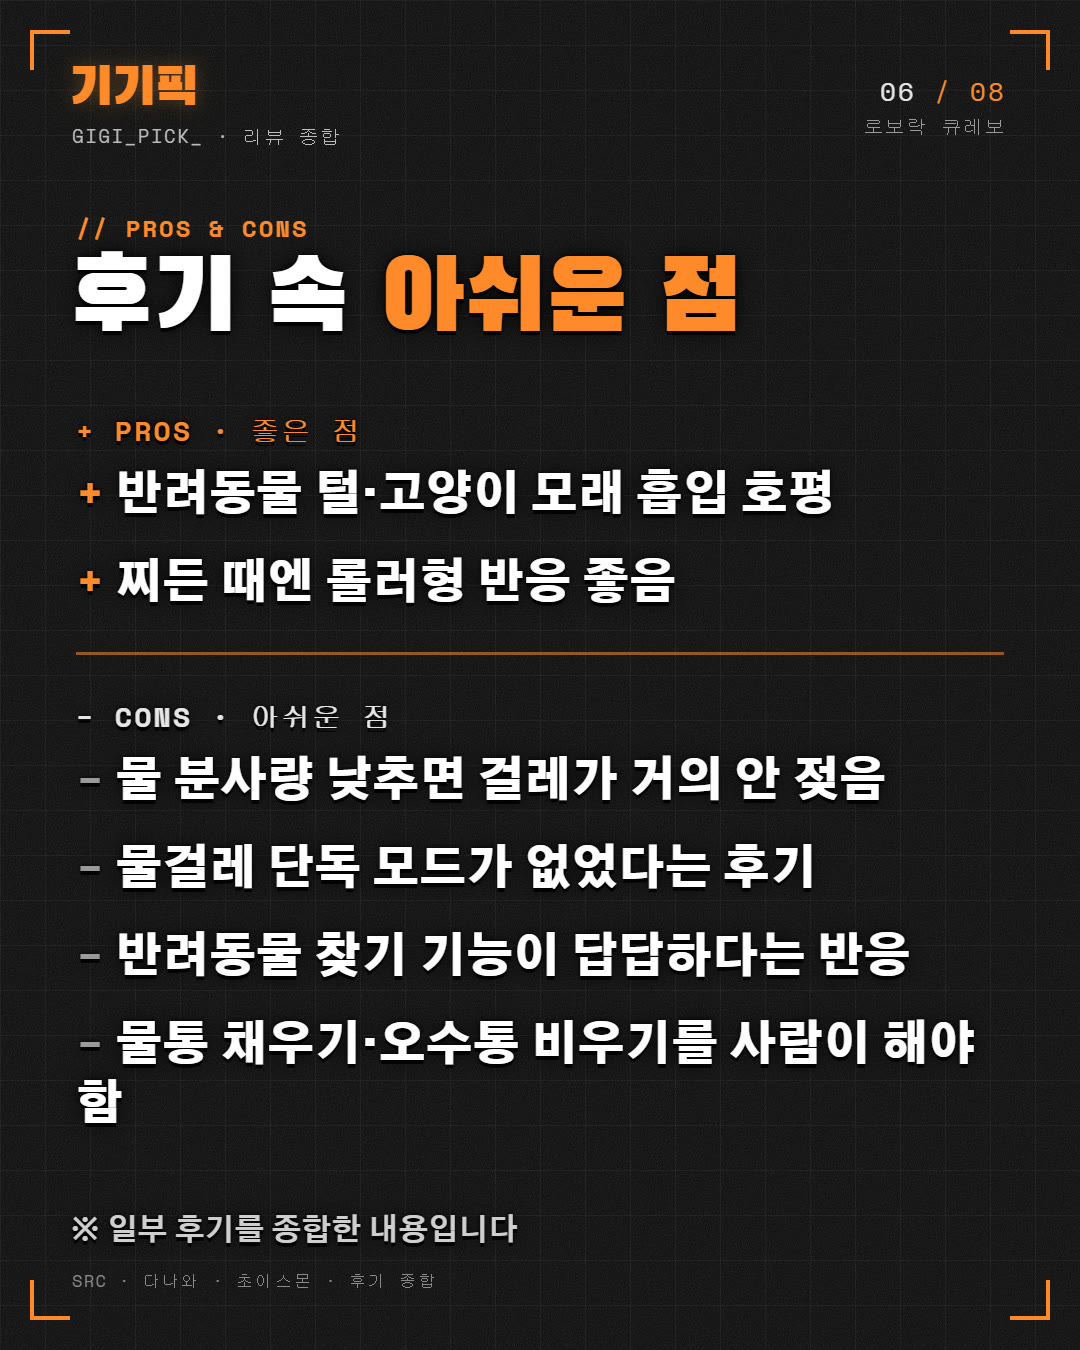 기기픽
GIGI_PICK_ · 리뷰 종합
06 / 08
로보락 큐레보
// PROS & CONS
후기 속 아쉬운 점
+ PROS · 좋은 점
+ 반려동물 털·고양이 모래 흡입 호평
+ 찌든 때엔 롤러형 반응 좋음
- CONS · 아쉬운 점
- 물 분사량 낮추면 걸레가 거의 안 젖음
- 물걸레 단독 모드가 없었다는 후기
- 반려동물 찾기 기능이 답답하다는 반응
- 물통 채우기·오수통 비우기를 사람이 해야
함
※ 일부 후기를 종합한 내용입니다
SRC · 다나와 · 초이스몬 · 후기 종합